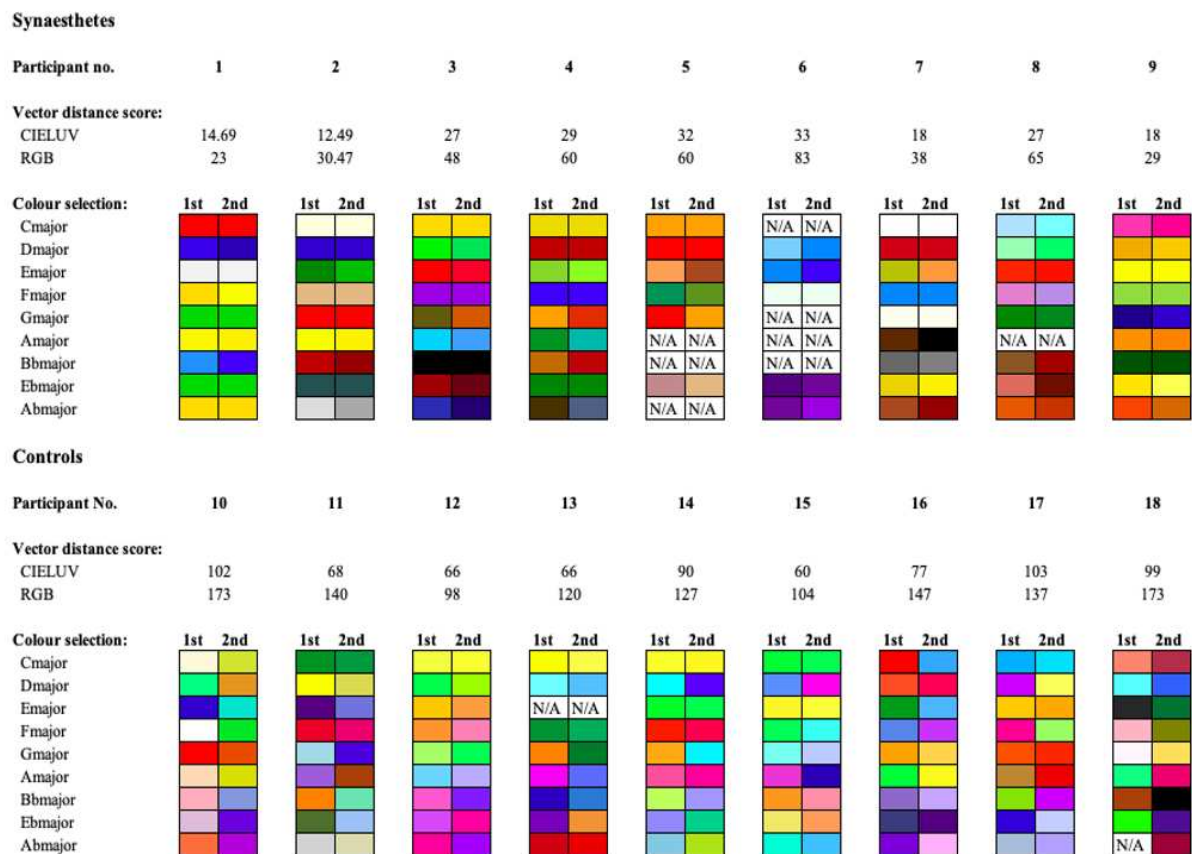 Synaesthetes
Participant no. 1 2 3 4 5 6 7 8 9
Vector distance score:
CIELUV 14.69 12.49 27 29 32 33 18 27 18
RGB 23 30.47 48 60 60 83 38 65 29
Colour selection: 1st 2nd 1st 2nd 1st 2nd 1st 2nd 1st 2nd 1st 2nd 1st 2nd 1st 2nd 1st 2nd
Cmajor N/A N/A
Dmajor
Emajor
Fmajor
Gmajor N/A N/A
Amajor N/A N/A N/A N/A N/A N/A
Bbmajor N/A N/A N/A N/A
Ebmajor
Abmajor N/A N/A
Controls
Participant No. 10 11 12 13 14 15 16 17 18
Vector distance score:
CIELUV 102 68 66 66 90 60 77 103 99
RGB 173 140 98 120 127 104 147 137 173
Colour selection: 1st 2nd 1st 2nd 1st 2nd 1st 2nd 1st 2nd 1st 2nd 1st 2nd 1st 2nd 1st 2nd
Cmajor
Dmajor
Emajor N/A N/A
Fmajor
Gmajor
Amajor
Bbmajor
Ebmajor
Abmajor N/A